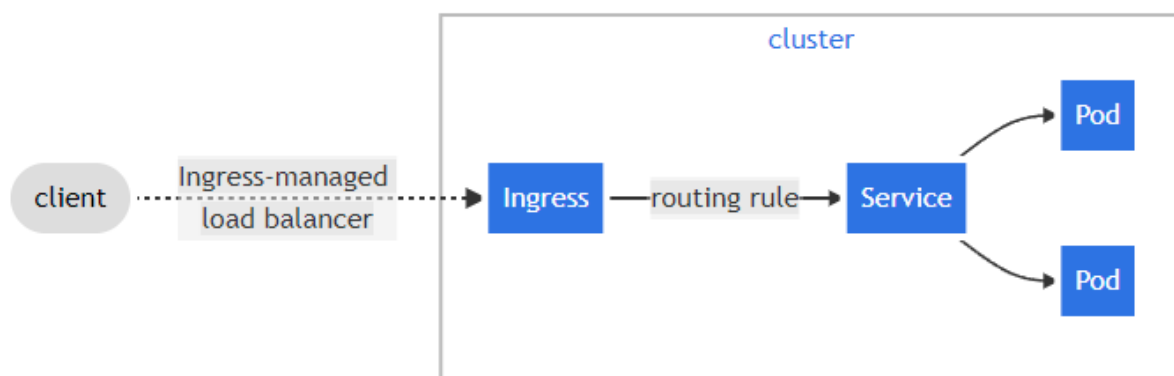 cluster
client
Ingress-managed
load balancer
Ingress
routing rule
Service
Pod
Pod